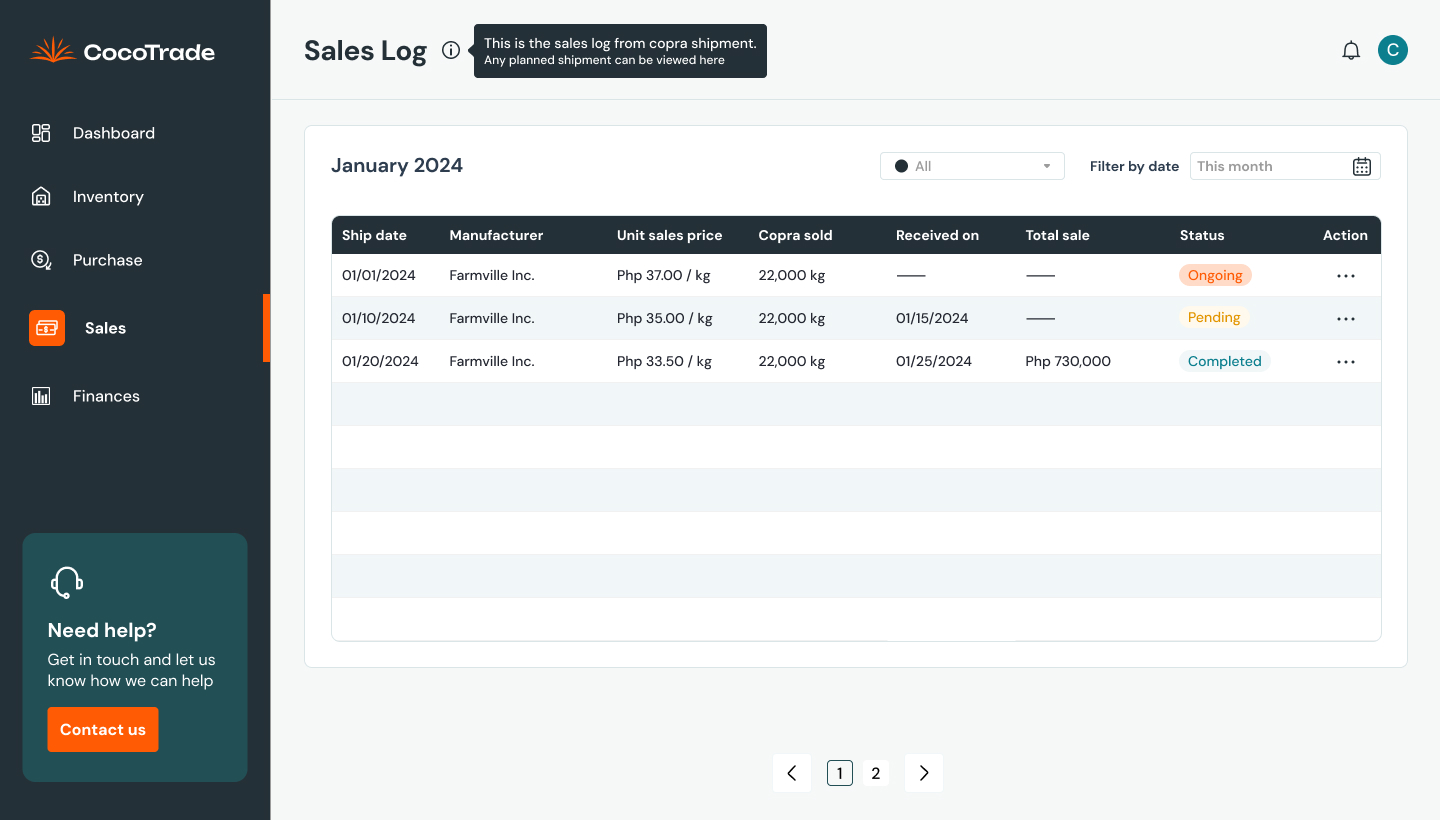 CocoTrade
Dashboard
Inventory
Purchase
Sales
Finances
Need help?
Get in touch and let us
know how we can help
Contact us
Sales Log
This is the sales log from copra shipment.
Any planned shipment can be viewed here
C
January 2024
All
Filter by date
This month
Ship date Manufacturer Unit sales price Copra sold Received on Total sale Status Action
01/01/2024 Farmville Inc. Php 37.00 / kg 22,000 kg —— —— Ongoing ...
01/10/2024 Farmville Inc. Php 35.00 / kg 22,000 kg 01/15/2024 —— Pending ...
01/20/2024 Farmville Inc. Php 33.50 / kg 22,000 kg 01/25/2024 Php 730,000 Completed ...
1 2